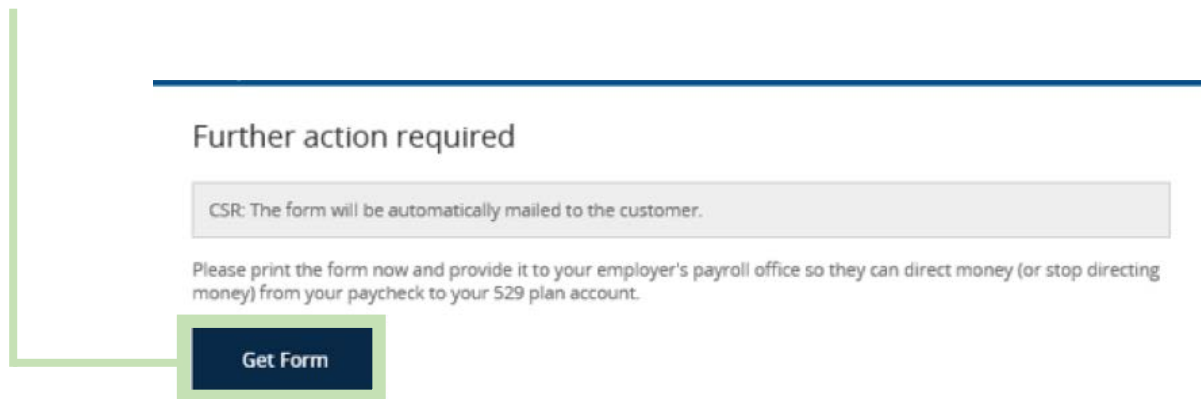 Further action required
CSR: The form will be automatically mailed to the customer.
Please print the form now and provide it to your employer's payroll office so they can direct money (or stop directing
money) from your paycheck to your 529 plan account.
Get Form